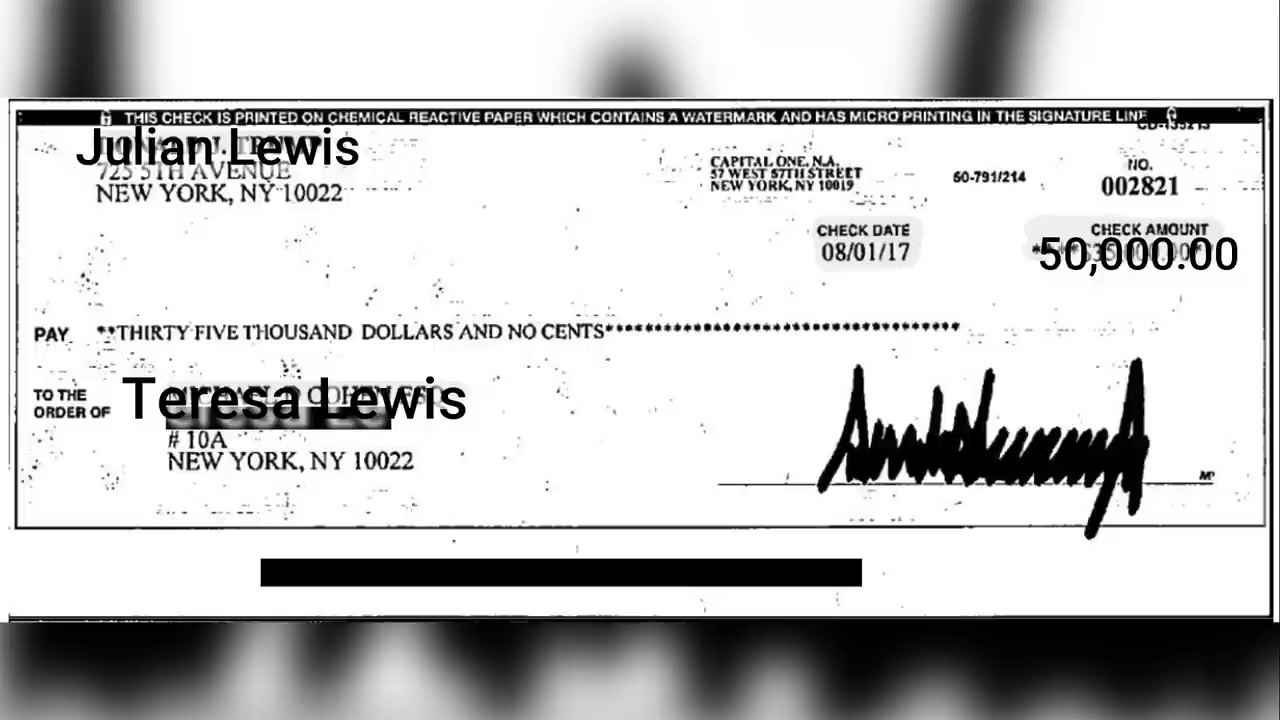 THIS CHECK IS PRINTED ON CHEMICAL REACTIVE PAPER WHICH CONTAINS A WATERMARK AND HAS MICRO PRINTING IN THE SIGNATURE LINE
Julian Lewis
725 5TH AVENUE
NEW YORK, NY 10022
CAPITAL ONE, N.A.
57 WEST 57TH STREET
NEW YORK, NY 10019
50-791/214
NO.
002821
CHECK DATE
08/01/17
CHECK AMOUNT
50,000.00
PAY **THIRTY FIVE THOUSAND DOLLARS AND NO CENTS************************************
TO THE
ORDER OF
Teresa Lewis
# 10A
NEW YORK, NY 10022
MP